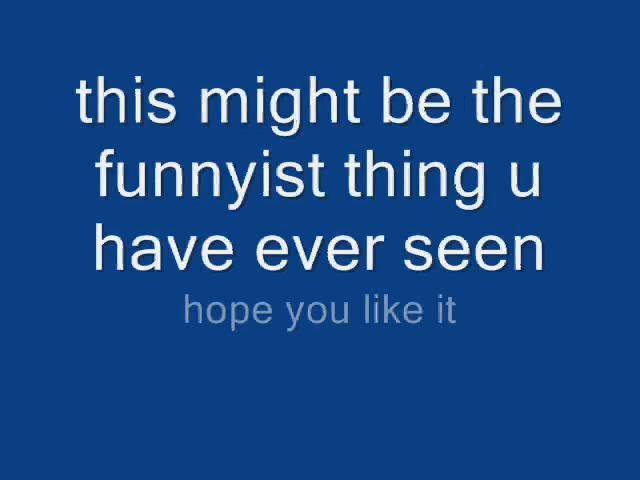 this might be the
funnyist thing u
have ever seen
hope you like it